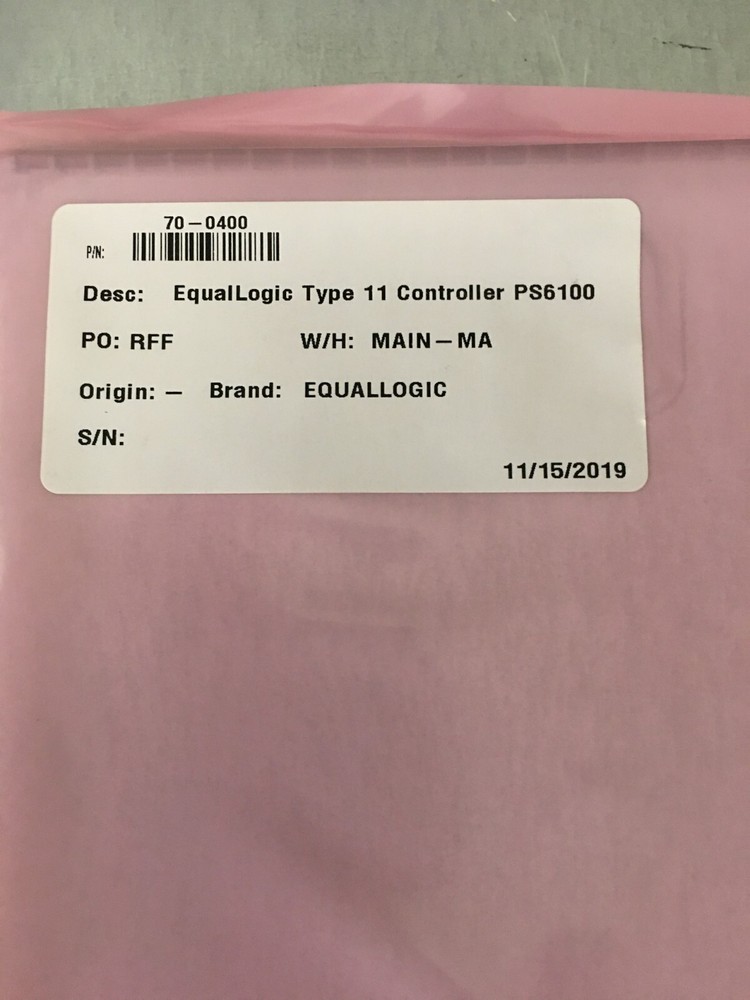 70-0400
P/N:
Desc: EqualLogic Type 11 Controller PS6100
PO: RFF W/H: MAIN-MA
Origin: - Brand: EQUALLOGIC
S/N:
11/15/2019